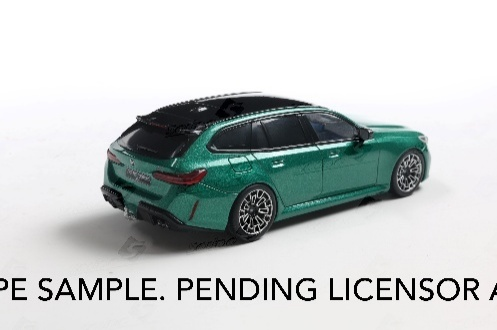 PE SAMPLE. PENDING LICENSOR A